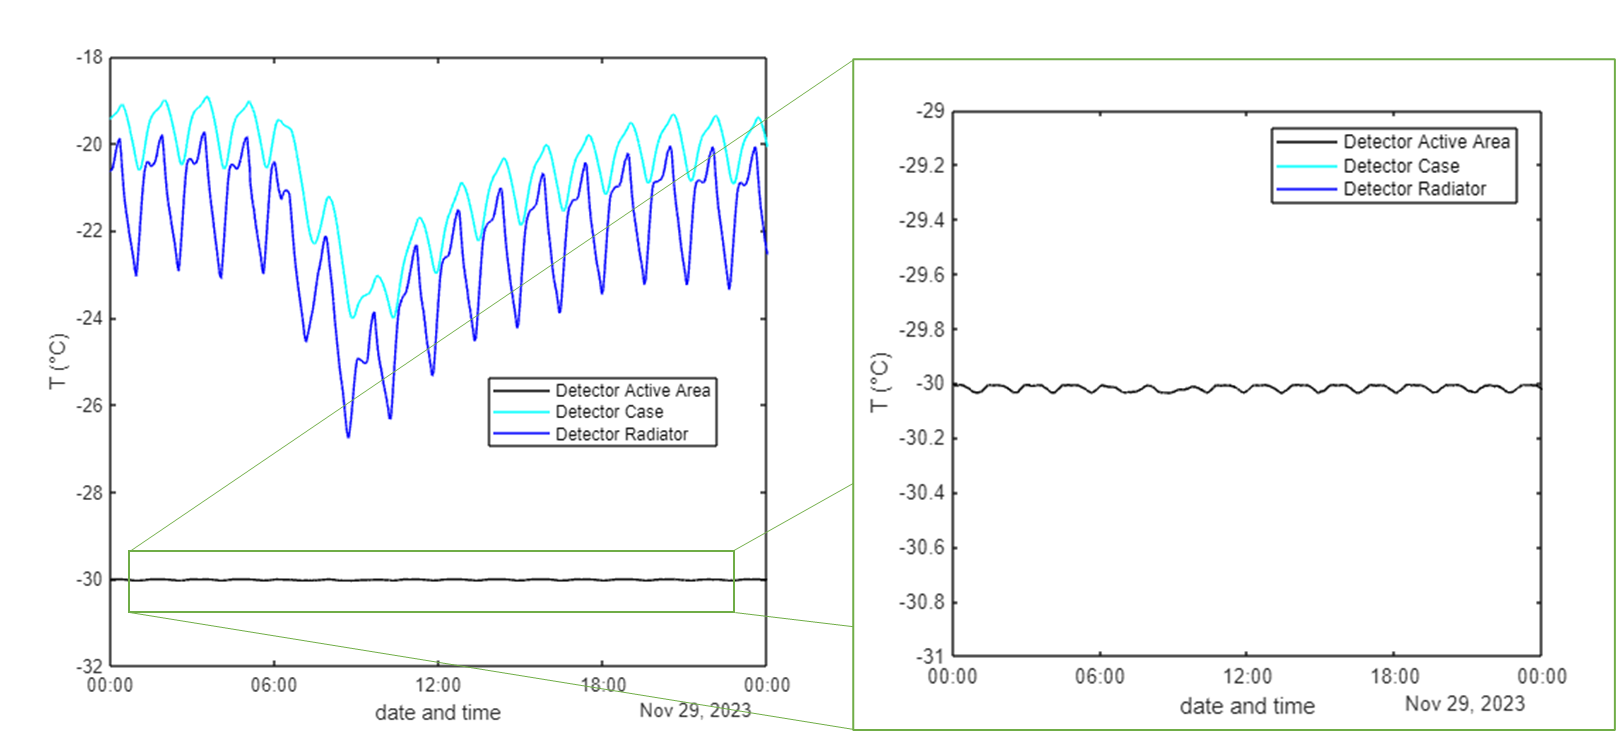 -18
-20
-22
-24
-26
-28
-30
-32
T (°C)
Detector Active Area
Detector Case
Detector Radiator
00:00
06:00
12:00
18:00
00:00
date and time
Nov 29, 2023
-29
-29.2
-29.4
-29.6
-29.8
-30
-30.2
-30.4
-30.6
-30.8
-31
T (°C)
Detector Active Area
Detector Case
Detector Radiator
00:00
06:00
12:00
18:00
00:00
date and time
Nov 29, 2023